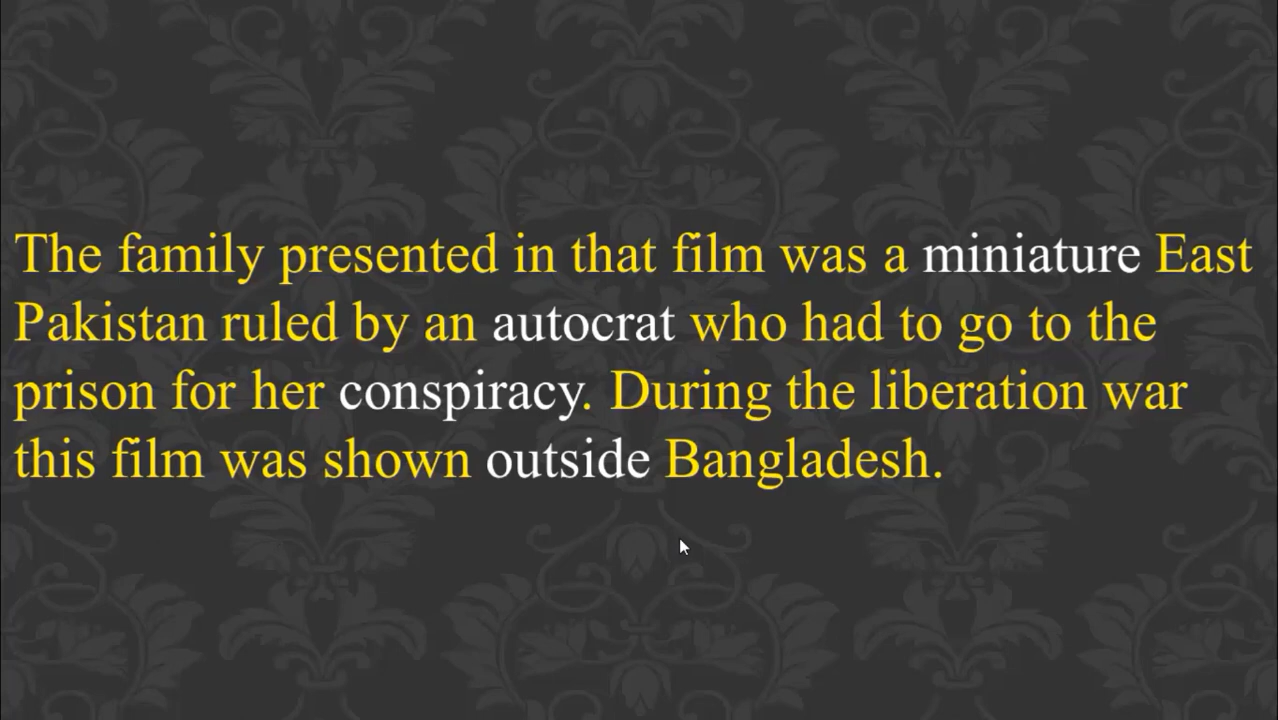 The family presented in that film was a miniature East
Pakistan ruled by an autocrat who had to go to the
prison for her conspiracy. During the liberation war
this film was shown outside Bangladesh.